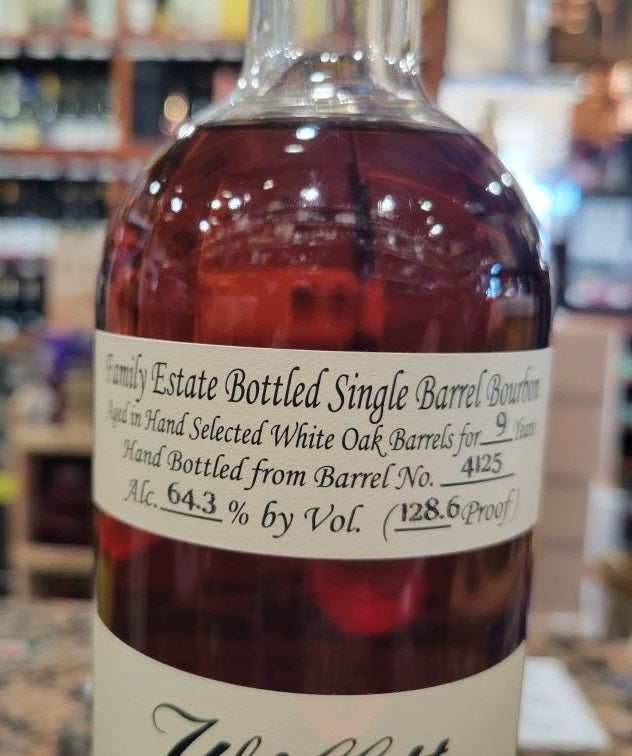 Family Estate Bottled Single Barrel Bourbon
Aged in Hand Selected White Oak Barrels for 9 Years
Hand Bottled from Barrel No. 4125
Alc. 64.3 % by Vol. (128.6 Proof)